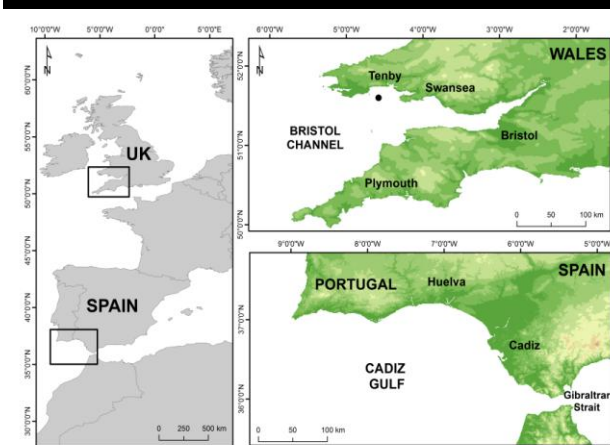 10°0'0"W
5°0'0"W
0°0'0"
5°0'0"E
60°0'0"N
55°0'0"N
50°0'0"N
45°0'0"N
40°0'0"N
35°0'0"N
30°0'0"N
N
UK
SPAIN
0 250 500 km
6°0'0"W
5°0'0"W
4°0'0"W
3°0'0"W
2°0'0"W
52°0'0"N
51°0'0"N
50°0'0"N
N
WALES
Tenby
Swansea
BRISTOL
CHANNEL
Bristol
Plymouth
0 50 100 km
9°0'0"W
8°0'0"W
7°0'0"W
6°0'0"W
5°0'0"W
37°0'0"N
36°0'0"N
SPAIN
PORTUGAL
Huelva
Cadiz
CADIZ
GULF
Gibraltrar
Strait
0 50 100 km